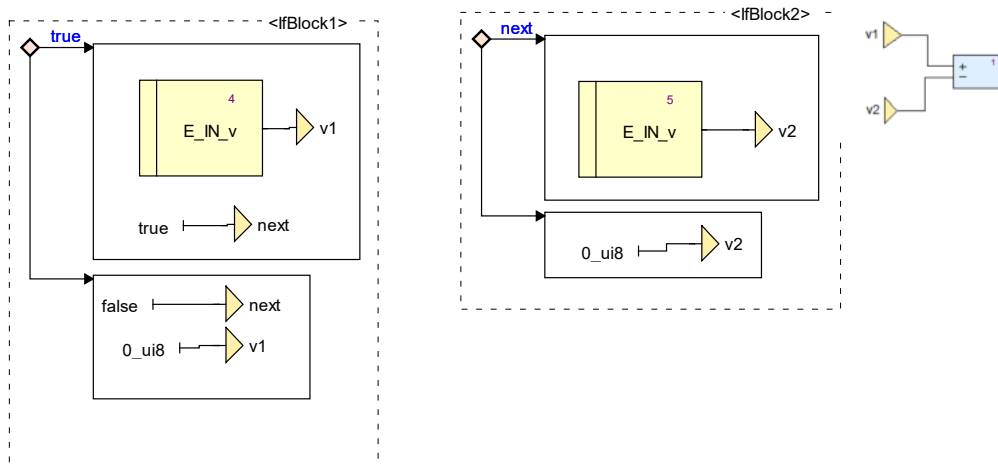 <IfBlock1>
true
4
E_IN_v
v1
true
next
false
next
0_ui8
v1
<IfBlock2>
next
5
E_IN_v
v2
0_ui8
v2
v1
1
+
−
v2